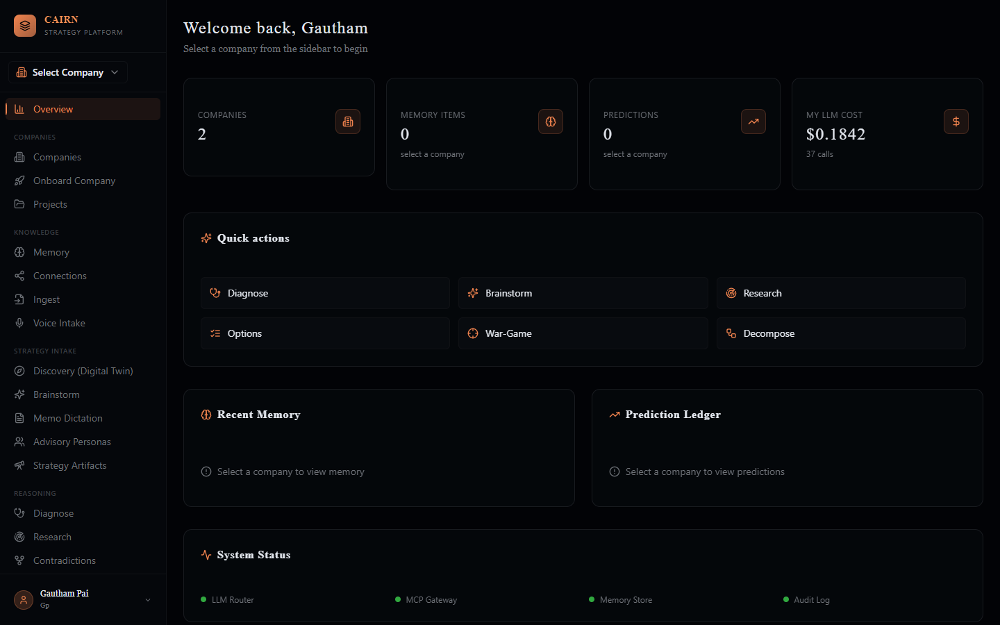 CAIRN
STRATEGY PLATFORM
Select Company
Overview
COMPANIES
Companies
Onboard Company
Projects
KNOWLEDGE
Memory
Connections
Ingest
Voice Intake
STRATEGY INTAKE
Discovery (Digital Twin)
Brainstorm
Memo Dictation
Advisory Personas
Strategy Artifacts
REASONING
Diagnose
Research
Contradictions
Gautham Pai
Gp
Welcome back, Gautham
Select a company from the sidebar to begin
COMPANIES
2
MEMORY ITEMS
0
select a company
PREDICTIONS
0
select a company
MY LLM COST
$0.1842
37 calls
Quick actions
Diagnose
Brainstorm
Research
Options
War-Game
Decompose
Recent Memory
Select a company to view memory
Prediction Ledger
Select a company to view predictions
System Status
LLM Router
MCP Gateway
Memory Store
Audit Log